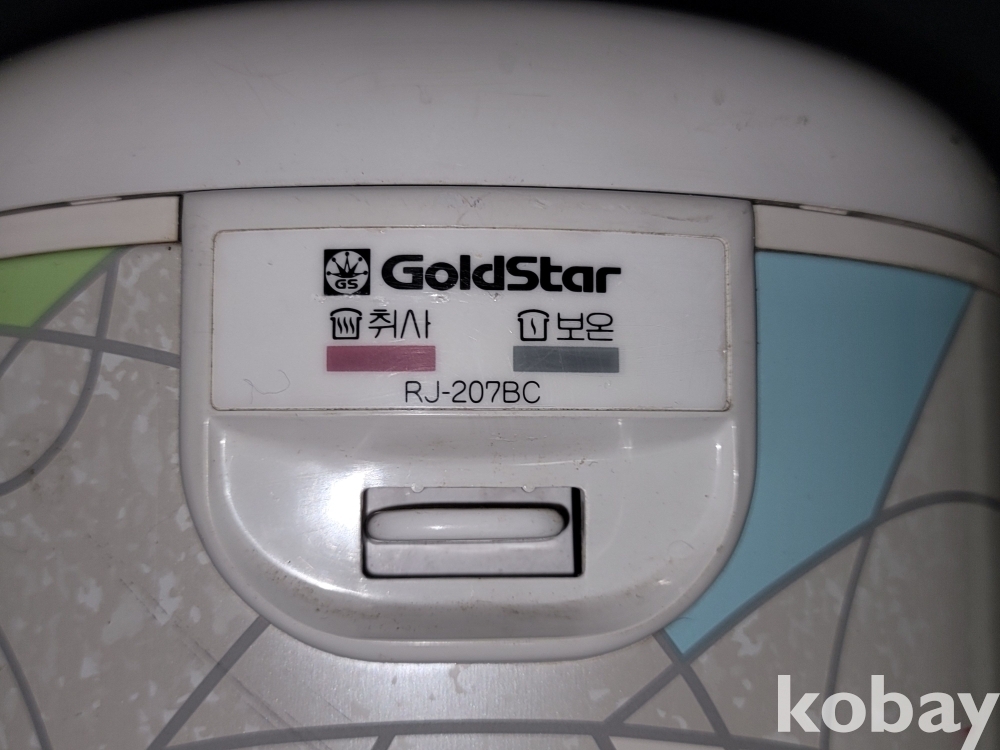 GS GoldStar
취사 보온
RJ-207BC
kobay